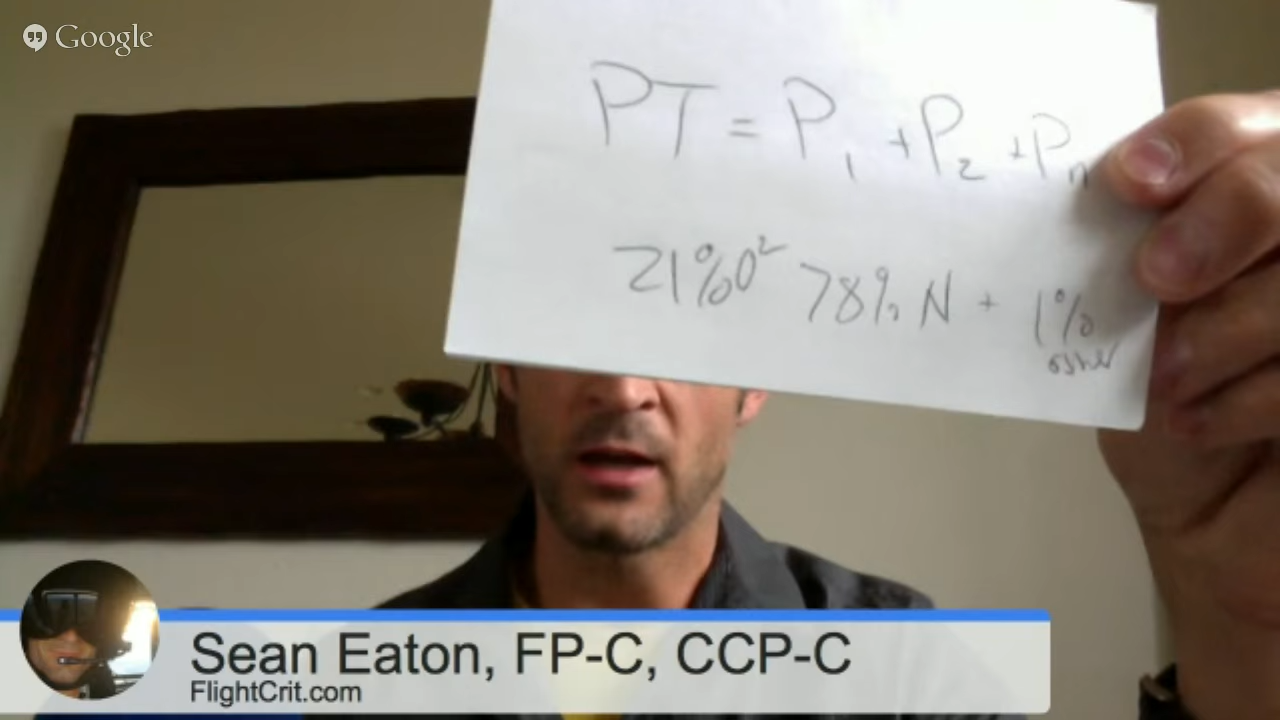 Google
PT = P₁ + P₂ + Pn
21% O² 78% N + 1%
other
Sean Eaton, FP-C, CCP-C
FlightCrit.com